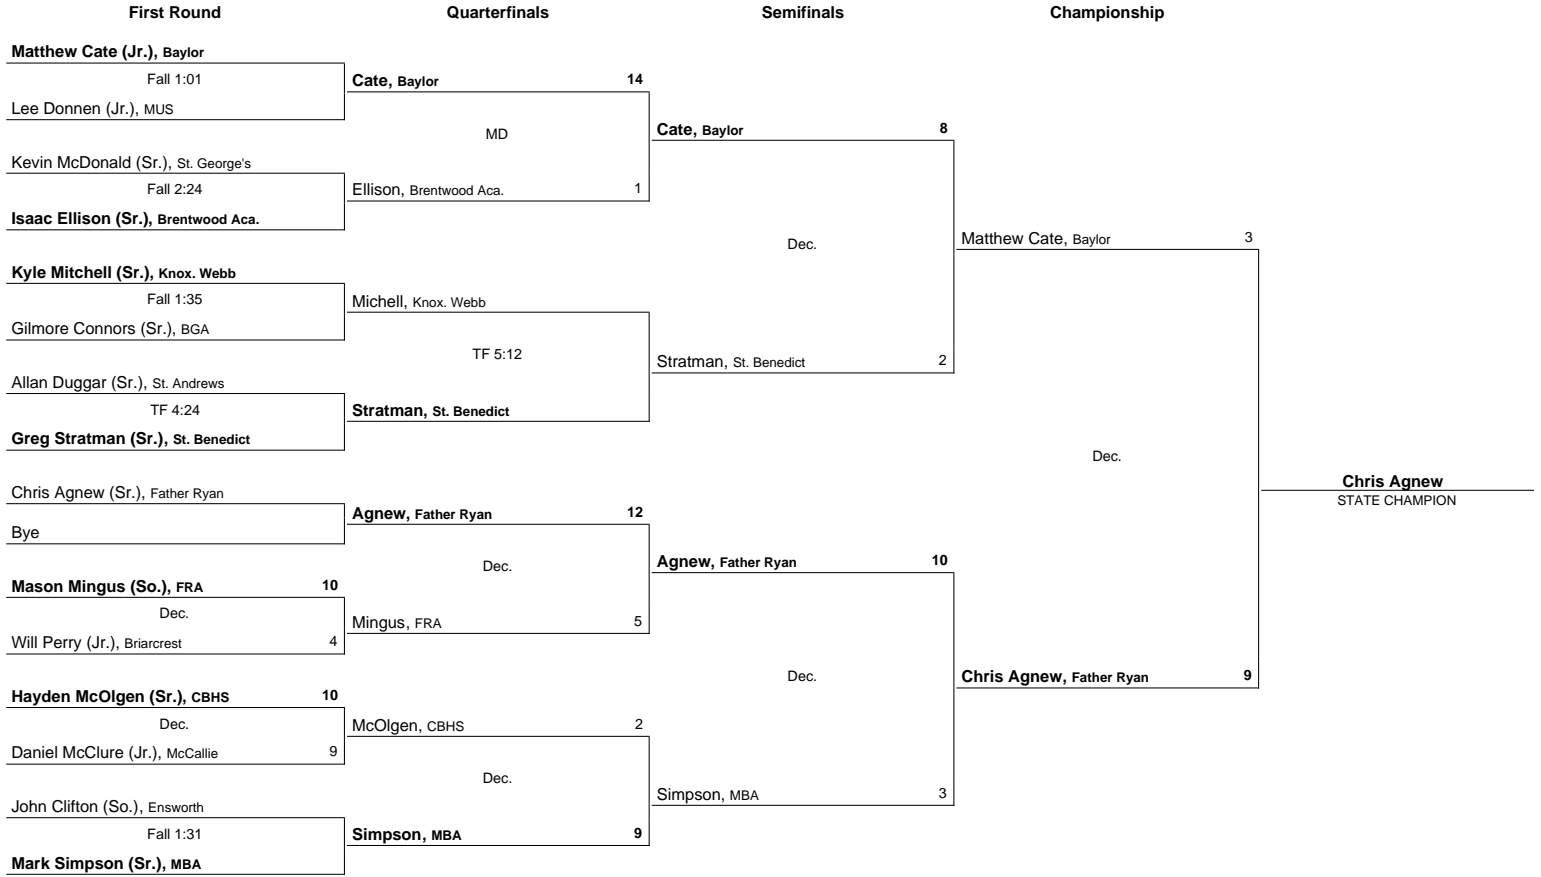 First Round
Quarterfinals
Semifinals
Championship
Matthew Cate (Jr.), Baylor
Fall 1:01
Lee Donnen (Jr.), MUS
Kevin McDonald (Sr.), St. George's
Fall 2:24
Isaac Ellison (Sr.), Brentwood Aca.
Kyle Mitchell (Sr.), Knox. Webb
Fall 1:35
Gilmore Connors (Sr.), BGA
Allan Duggar (Sr.), St. Andrews
TF 4:24
Greg Stratman (Sr.), St. Benedict
Chris Agnew (Sr.), Father Ryan
Bye
Mason Mingus (So.), FRA 10
Dec.
Will Perry (Jr.), Briarcrest 4
Hayden McOlgen (Sr.), CBHS 10
Dec.
Daniel McClure (Jr.), McCallie 9
John Clifton (So.), Ensworth
Fall 1:31
Mark Simpson (Sr.), MBA
Cate, Baylor 14
MD
Ellison, Brentwood Aca. 1
Michell, Knox. Webb
TF 5:12
Stratman, St. Benedict
Agnew, Father Ryan 12
Dec.
Mingus, FRA 5
McOlgen, CBHS 2
Dec.
Simpson, MBA 9
Cate, Baylor 8
Dec.
Stratman, St. Benedict 2
Agnew, Father Ryan 10
Dec.
Simpson, MBA 3
Matthew Cate, Baylor 3
Dec.
Chris Agnew, Father Ryan 9
Chris Agnew
STATE CHAMPION